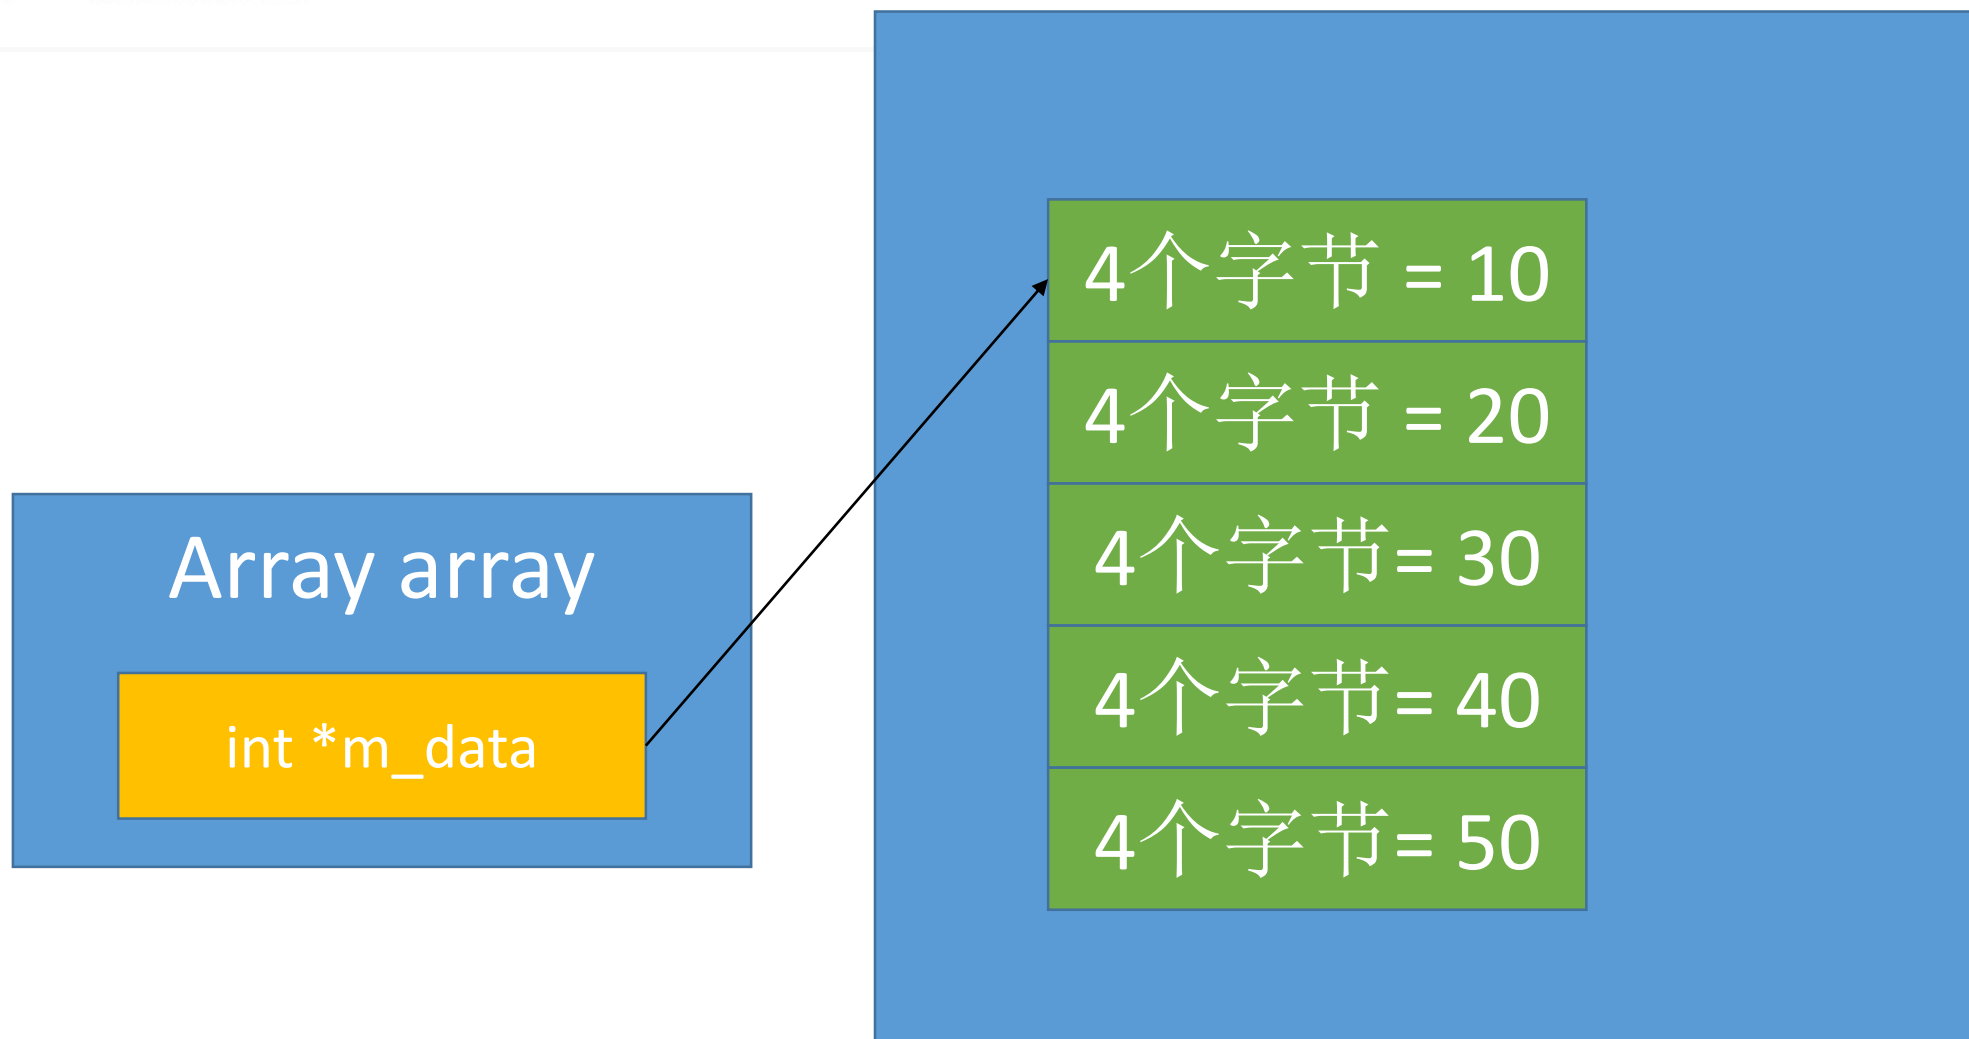 4个字节 = 10
4个字节 = 20
4个字节= 30
4个字节= 40
4个字节= 50
Array array
int *m_data